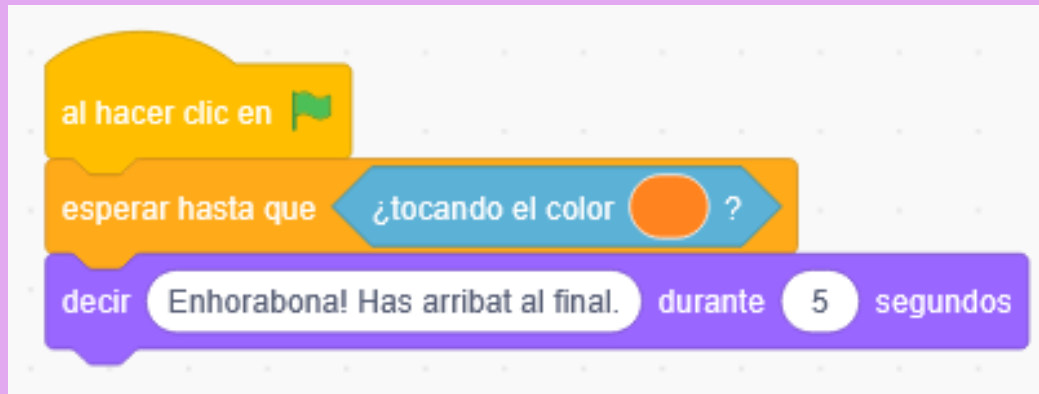 al hacer clic en
esperar hasta que ¿tocando el color ?
decir Enhorabona! Has arribat al final. durante 5 segundos